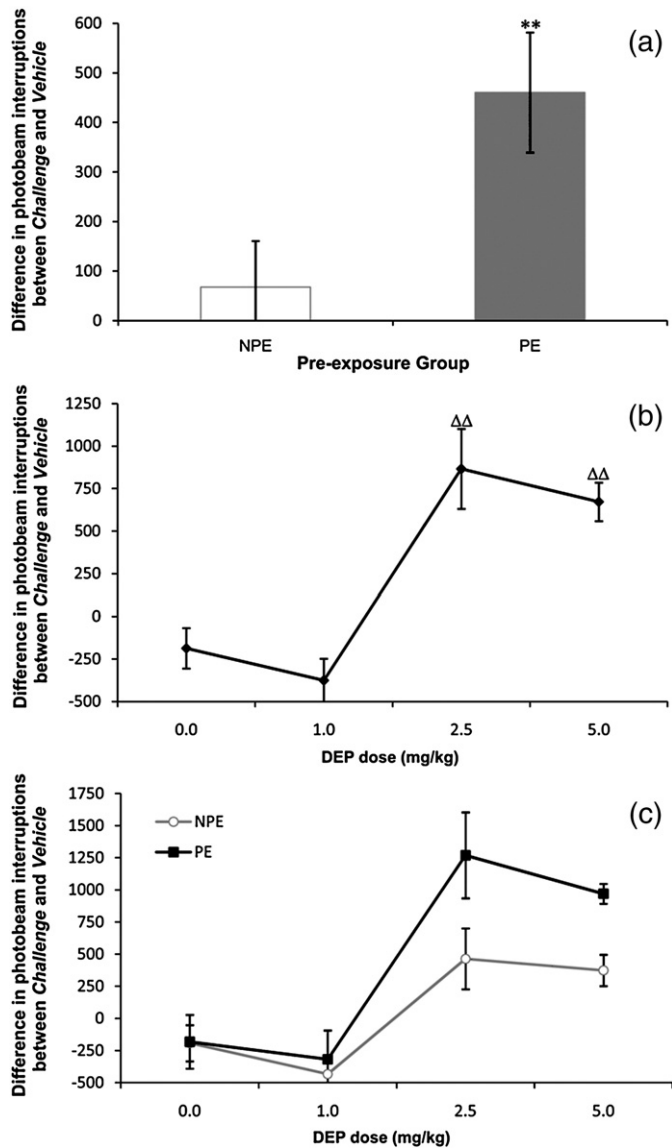 Difference in photobeam interruptions
between Challenge and Vehicle
600
500
400
300
200
100
0
**
(a)
NPE
PE
Pre-exposure Group
Difference in photobeam interruptions
between Challenge and Vehicle
1250
1000
750
500
250
0
-250
-500
ΔΔ
ΔΔ
(b)
0.0
1.0
2.5
5.0
DEP dose (mg/kg)
Difference in photobeam interruptions
between Challenge and Vehicle
1750
1500
1250
1000
750
500
250
0
-250
-500
NPE
PE
(c)
0.0
1.0
2.5
5.0
DEP dose (mg/kg)